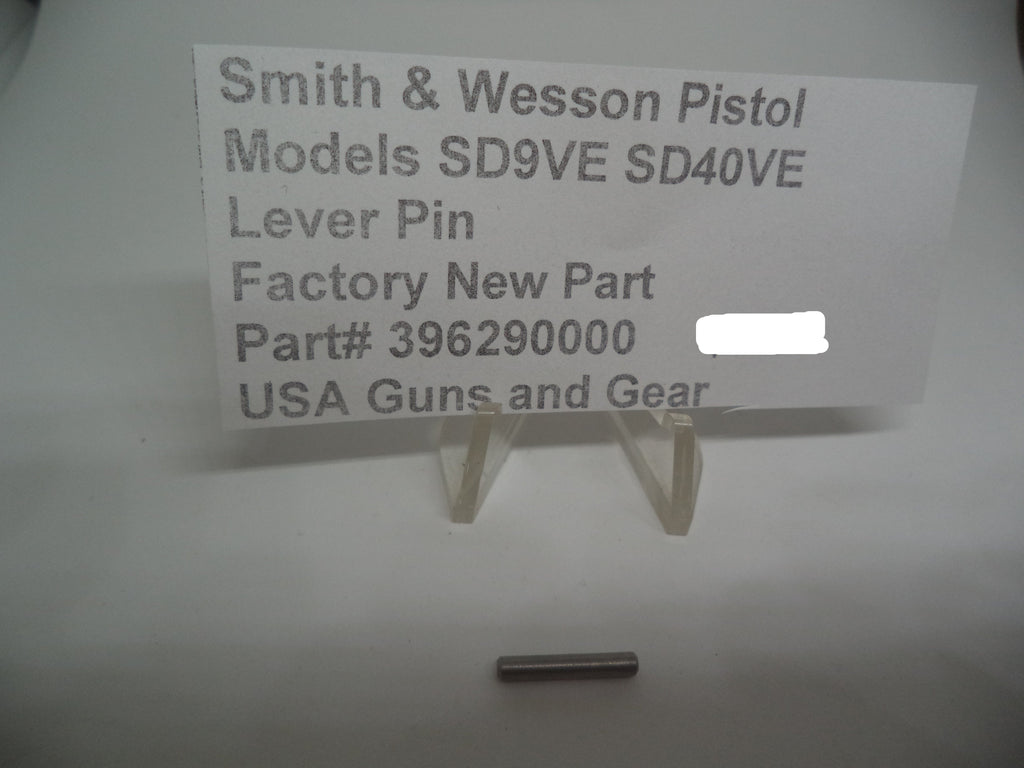 Smith & Wesson Pistol
Models SD9VE SD40VE
Lever Pin
Factory New Part
Part# 396290000
USA Guns and Gear